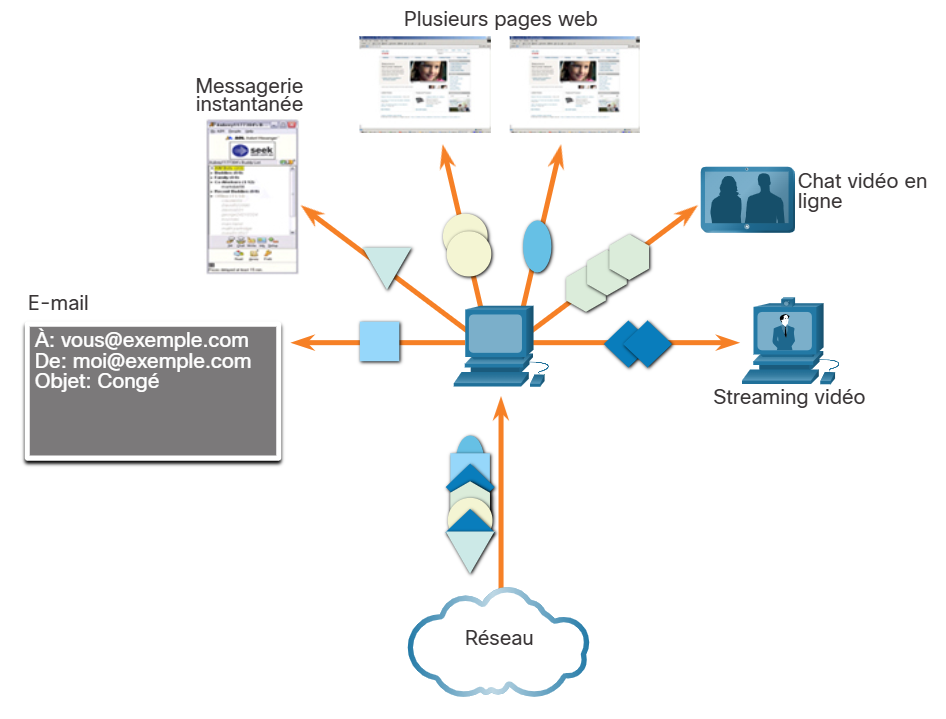 Plusieurs pages web
Messagerie
instantanée
seek
Chat vidéo en
ligne
E-mail
À: vous@exemple.com
De: moi@exemple.com
Objet: Congé
Streaming vidéo
Réseau